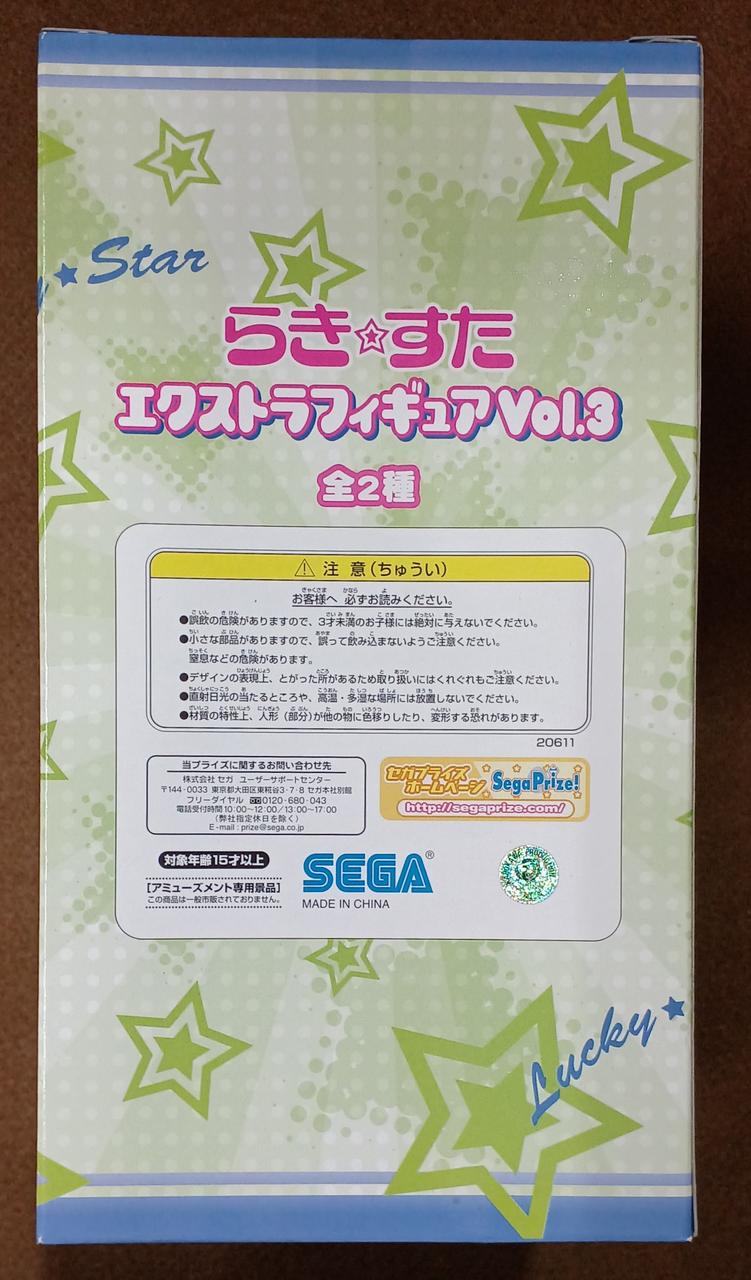 ★Star
らき☆すた
エクストラフィギュアVol.3
全2種
⚠注 意(ちゅうい)
お客様へ 必ずお読みください。
●誤飲の危険がありますので、3才未満のお子様には絶対に与えないでください。
●小さな部品がありますので、誤って飲み込まないようご注意ください。
窒息などの危険があります。
●デザインの表現上、とがった所があるため取り扱いにはくれぐれもご注意ください。
●直射日光の当たるところや、高温・多湿な場所には放置しないでください。
●材質の特性上、人形(部分)が他の物に色移りしたり、変形する恐れがあります。
20611
当プライズに関するお問い合わせ先
株式会社 セガ ユーザーサポートセンター
〒144-0033 東京都大田区東糀谷3-7-8 セガ本社別館
フリーダイヤル 0120-680-043
電話受付時間 10:00〜12:00/13:00〜17:00
(弊社指定休日を除く)
E-mail:prize@sega.co.jp
セガプライズ
ホームページ
SegaPrize!
http://segaprize.com/
対象年齢15才以上
[アミューズメント専用景品]
この商品は一般市販されておりません。
SEGA®
MADE IN CHINA
Lucky★